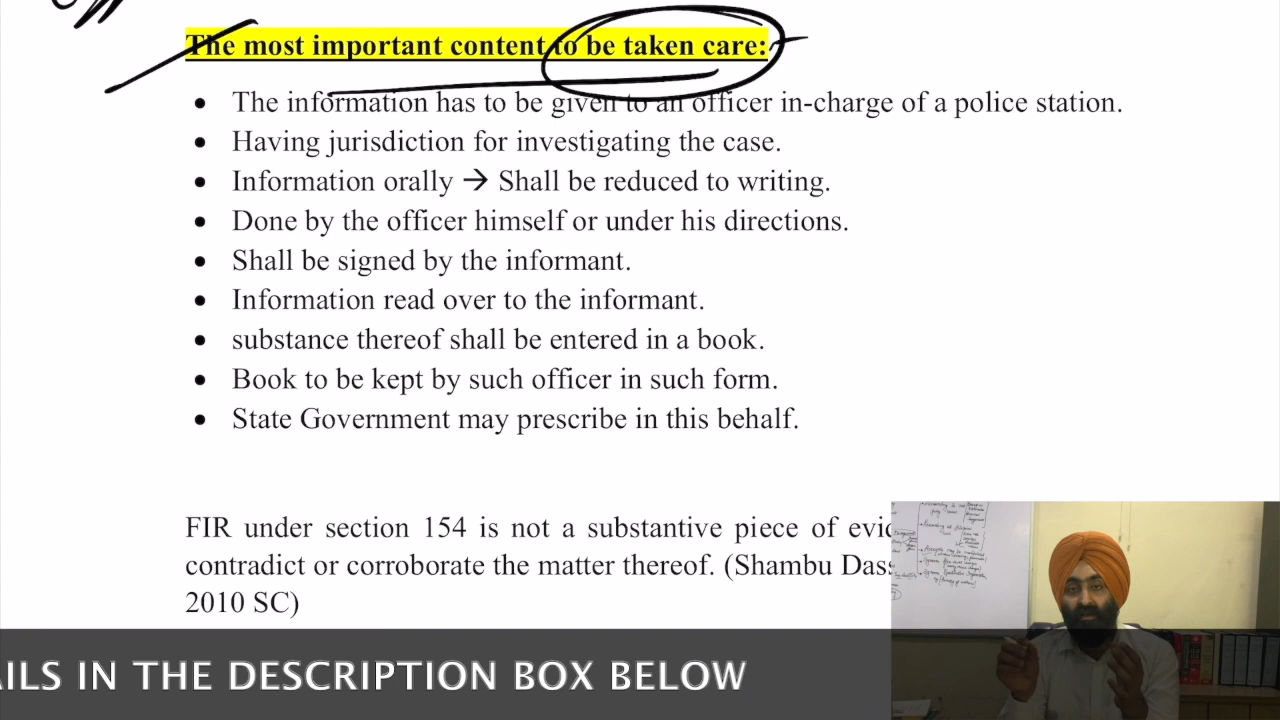 The most important content to be taken care:
• The information has to be given to an officer in-charge of a police station.
• Having jurisdiction for investigating the case.
• Information orally → Shall be reduced to writing.
• Done by the officer himself or under his directions.
• Shall be signed by the informant.
• Information read over to the informant.
• substance thereof shall be entered in a book.
• Book to be kept by such officer in such form.
• State Government may prescribe in this behalf.
FIR under section 154 is not a substantive piece of evi
contradict or corroborate the matter thereof. (Shambu Das
2010 SC)
AILS IN THE DESCRIPTION BOX BELOW